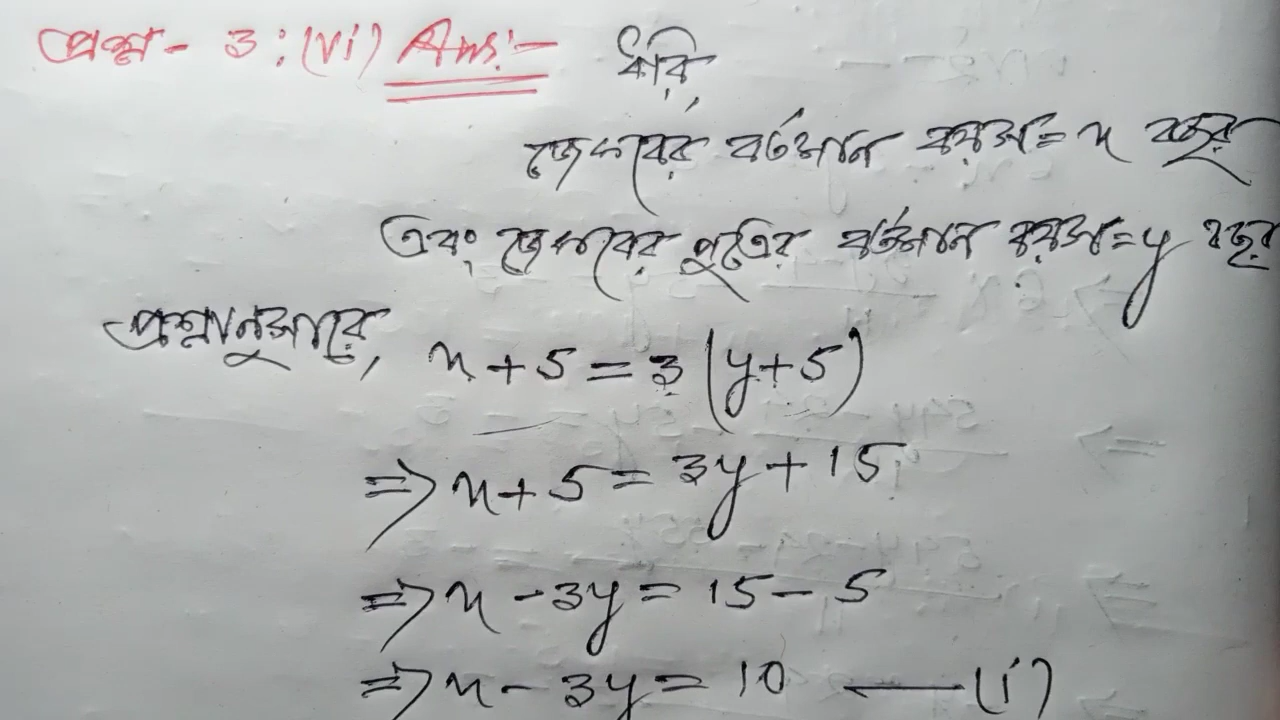 প্রশ্ন- 3:(vi) Ans:- ধরি,
জেকবের বর্তমান বয়স= x বছর
এবং জেকবের পুত্রের বর্তমান বয়স=y বছর
প্রশ্নানুসারে, x+5=3(y+5)
⇒x+5=3y+15
⇒x-3y=15-5
⇒x-3y=10 —(i)